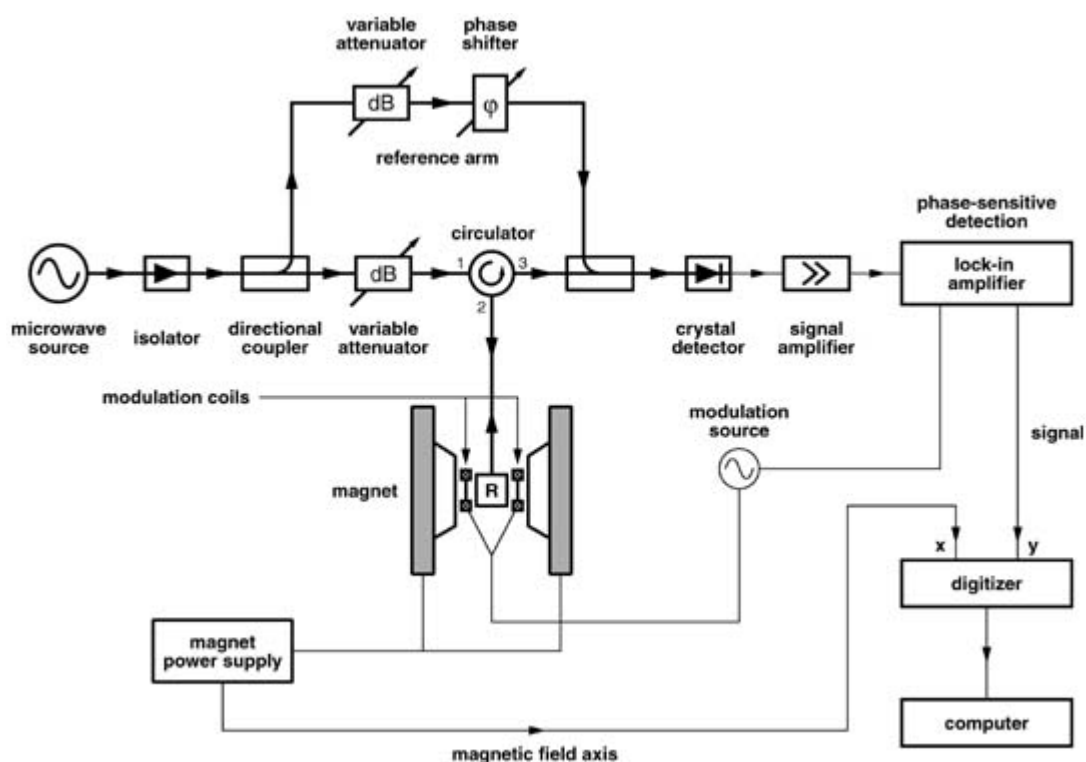 variable
attenuator
phase
shifter
dB
φ
reference arm
phase-sensitive
detection
circulator
1
3
2
dB
lock-in
amplifier
microwave
source
isolator
directional
coupler
variable
attenuator
crystal
detector
signal
amplifier
modulation coils
modulation
source
signal
magnet
R
x
y
digitizer
magnet
power supply
computer
magnetic field axis